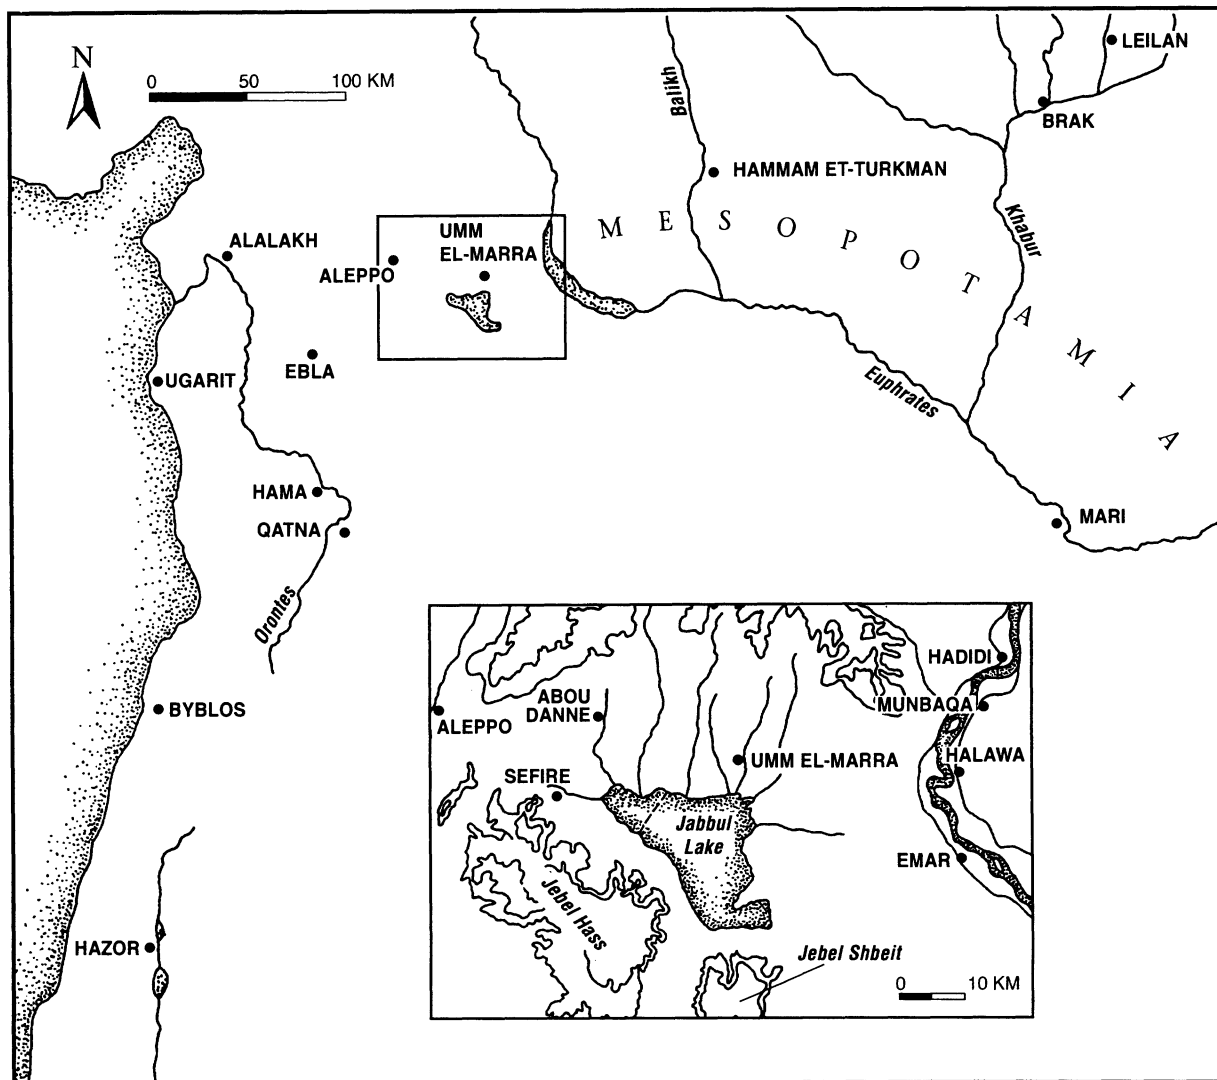 N
0 50 100 KM
LEILAN
BRAK
Balikh
HAMMAM ET-TURKMAN
Khabur
MESOPOTAMIA
UMM
EL-MARRA
ALEPPO
ALALAKH
EBLA
UGARIT
Euphrates
HAMA
QATNA
MARI
Orontes
BYBLOS
HAZOR
HADIDI
MUNBAQA
ABOU
DANNE
ALEPPO
HALAWA
UMM EL-MARRA
SEFIRE
Jabbul
Lake
EMAR
Jebel Hass
Jebel Shbeit
0 10 KM